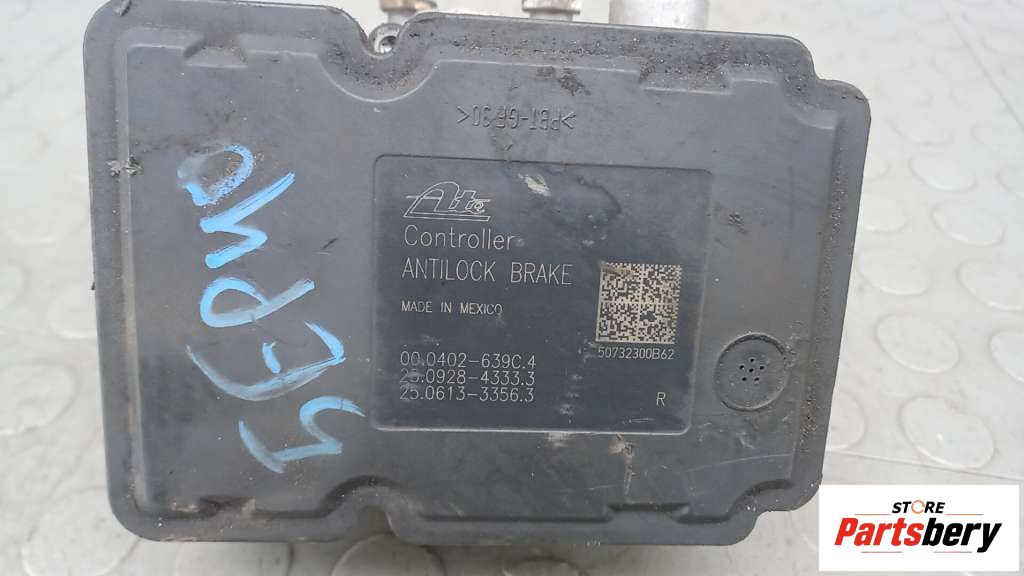 >PBT-GF30<
Ate
Controller
ANTILOCK BRAKE
MADE IN MEXICO
50732300B62
00.0402-639C.4
25.0928-4333.3
25.0613-3356.3
R
STORE
Partsbery